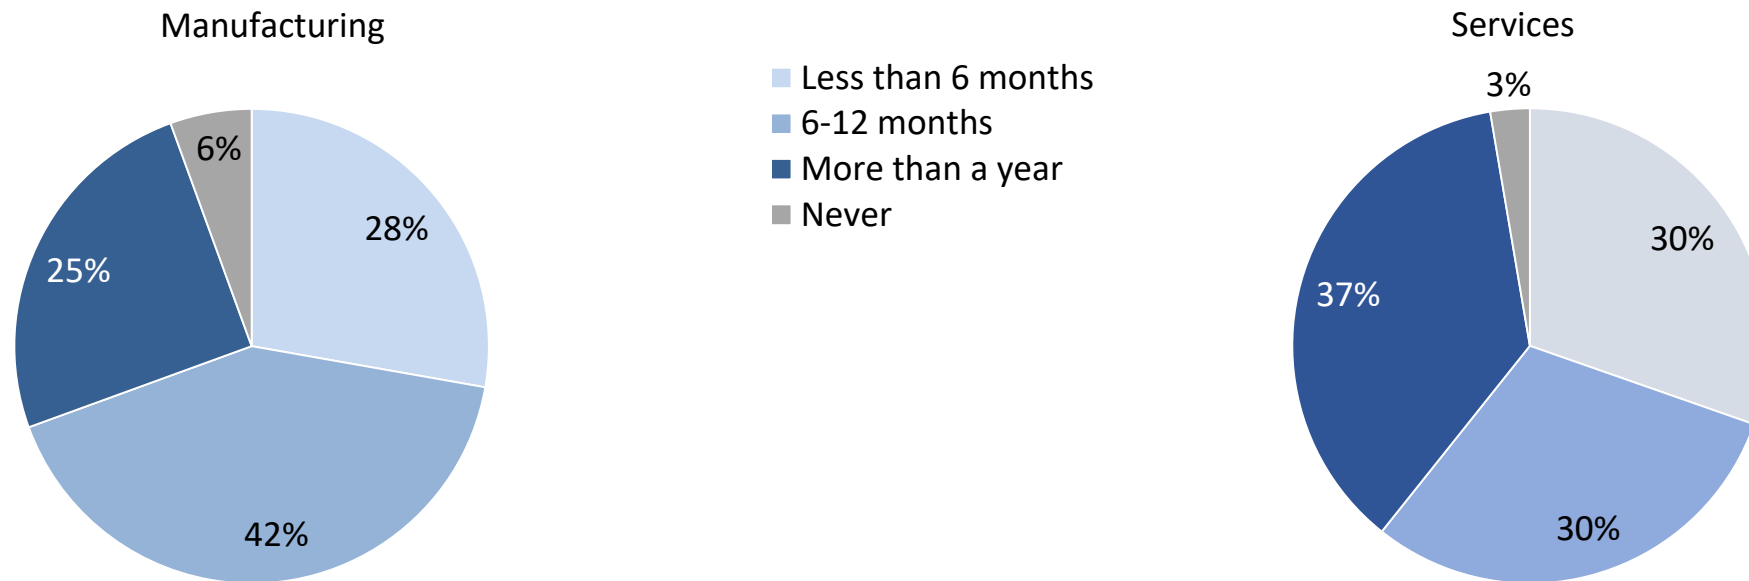 Manufacturing
6%
28%
25%
42%
Less than 6 months
6-12 months
More than a year
Never
Services
3%
30%
37%
30%